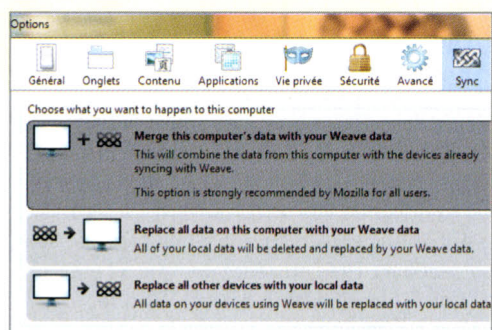 Options
Général Onglets Contenu Applications Vie privée Sécurité Avancé Sync
Choose what you want to happen to this computer
Merge this computer's data with your Weave data
This will combine the data from this computer with the devices already
syncing with Weave.
This option is strongly recommended by Mozilla for all users.
Replace all data on this computer with your Weave data
All of your local data will be deleted and replaced by your Weave data.
Replace all other devices with your local data
All data on your devices using Weave will be replaced with your local data